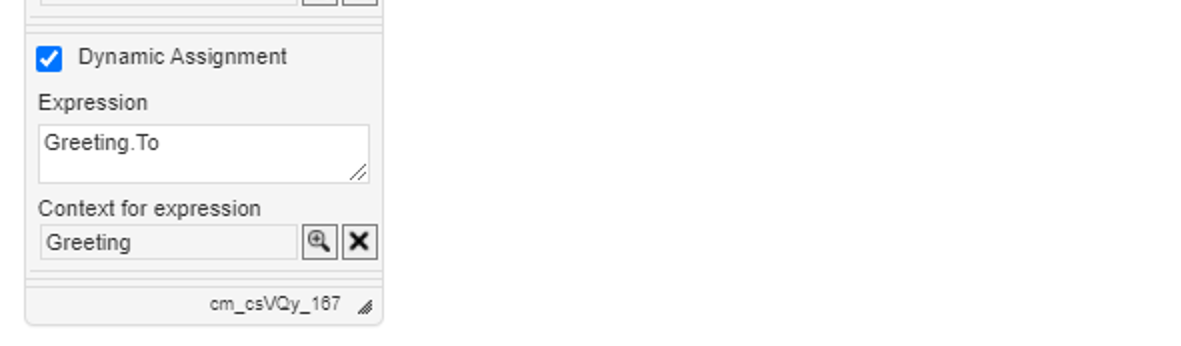 Dynamic Assignment
Expression
Greeting.To
Context for expression
Greeting
cm_csVQy_167